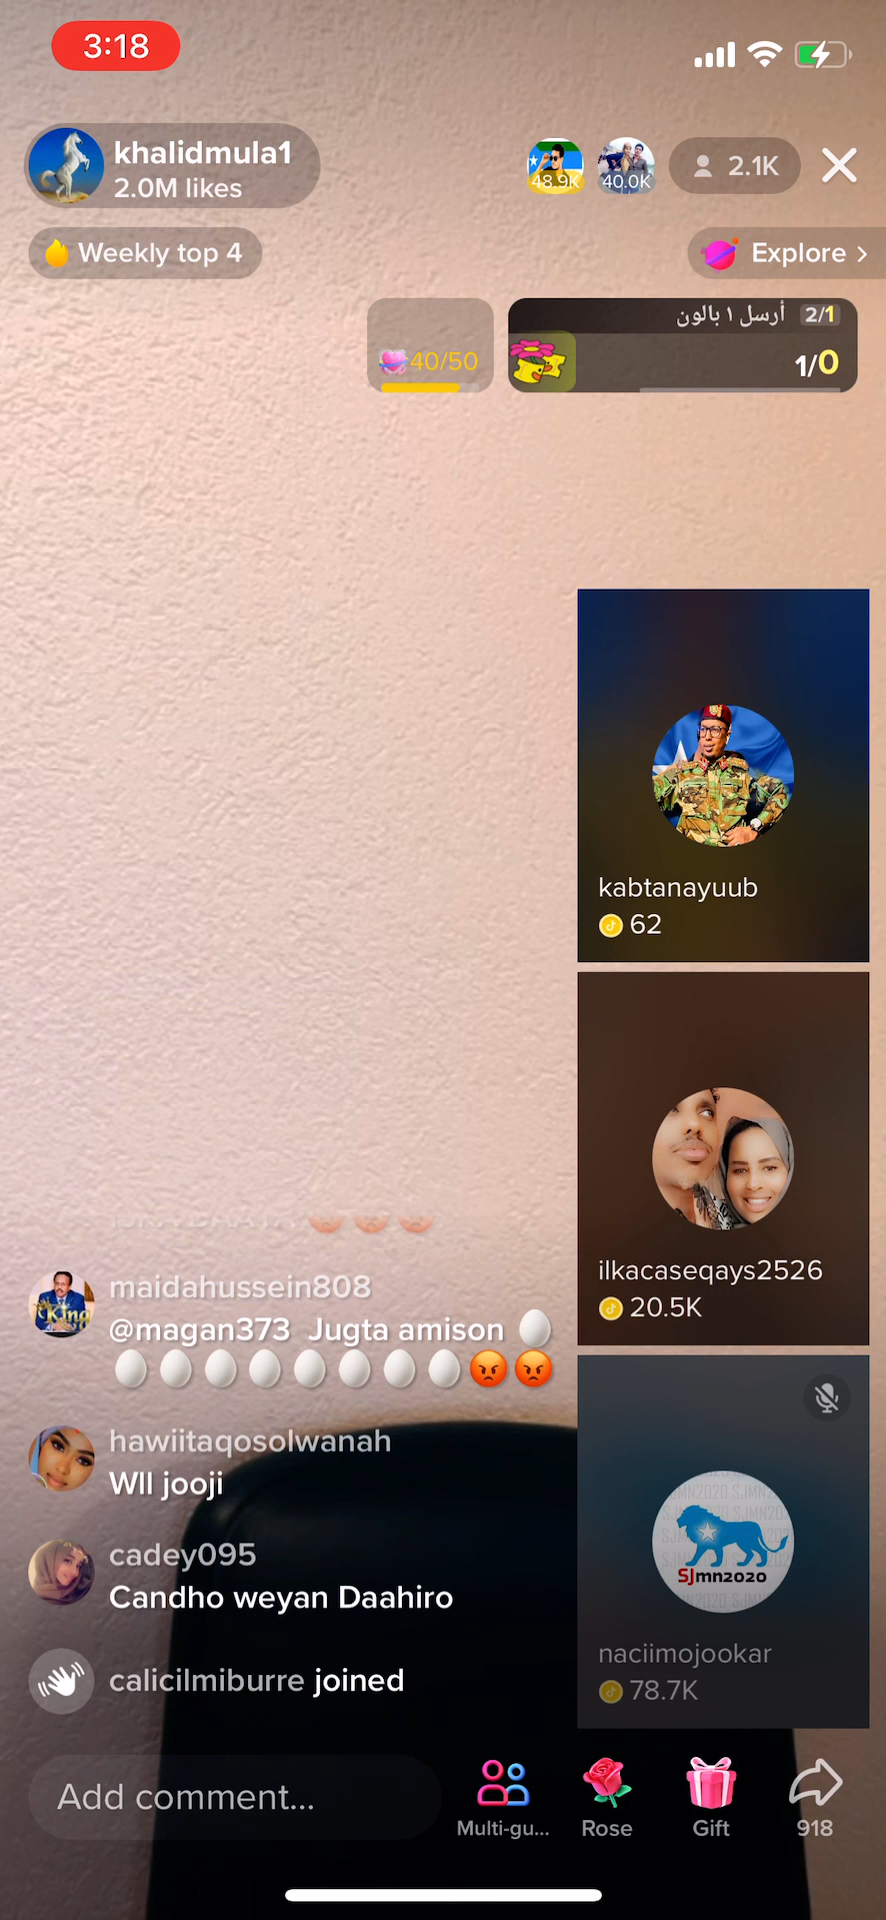 3:18
khalidmula1
2.0M likes
48.9K
40.0K
2.1K
Weekly top 4
Explore >
40/50
أرسل ١ بالون 2/1
1/0
kabtanayuub
62
ilkacaseqays2526
20.5K
maidahussein808
@magan373 Jugta amison 🥚
🥚🥚🥚🥚🥚🥚🥚🥚😡😡
King
hawiitaqosolwanah
Wll jooji
SJmn2020
cadey095
Candho weyan Daahiro
naciimojookar
78.7K
calicilmiburre joined
Add comment...
Multi-gu...
Rose
Gift
918